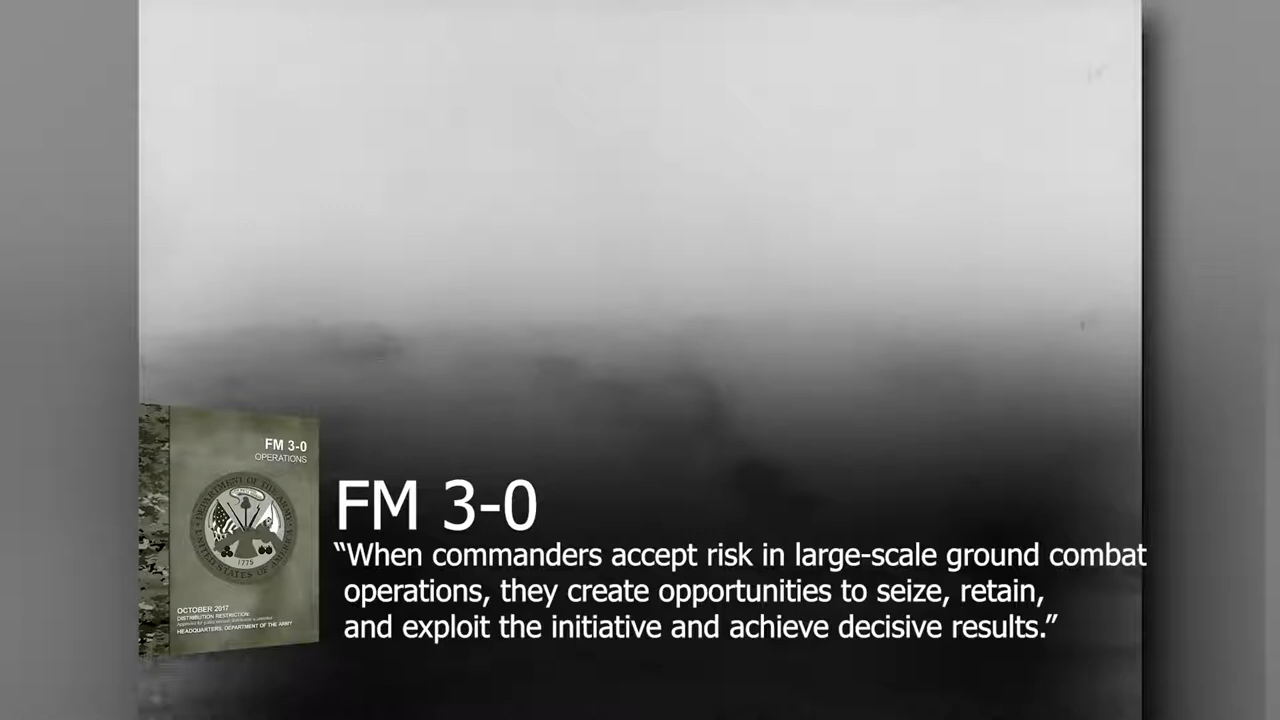 FM 3-0
OPERATIONS
DEPARTMENT OF THE ARMY
UNITED STATES OF AMERICA
1775
OCTOBER 2017
DISTRIBUTION RESTRICTION:
HEADQUARTERS, DEPARTMENT OF THE ARMY
FM 3-0
“When commanders accept risk in large-scale ground combat
operations, they create opportunities to seize, retain,
and exploit the initiative and achieve decisive results.”